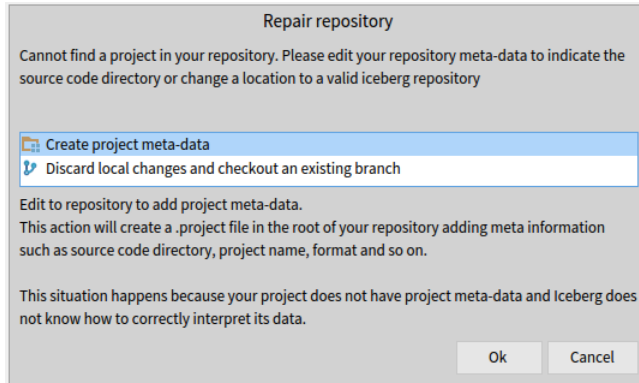 Repair repository
Cannot find a project in your repository. Please edit your repository meta-data to indicate the
source code directory or change a location to a valid iceberg repository
Create project meta-data
Discard local changes and checkout an existing branch
Edit to repository to add project meta-data.
This action will create a .project file in the root of your repository adding meta information
such as source code directory, project name, format and so on.
This situation happens because your project does not have project meta-data and Iceberg does
not know how to correctly interpret its data.
Ok Cancel